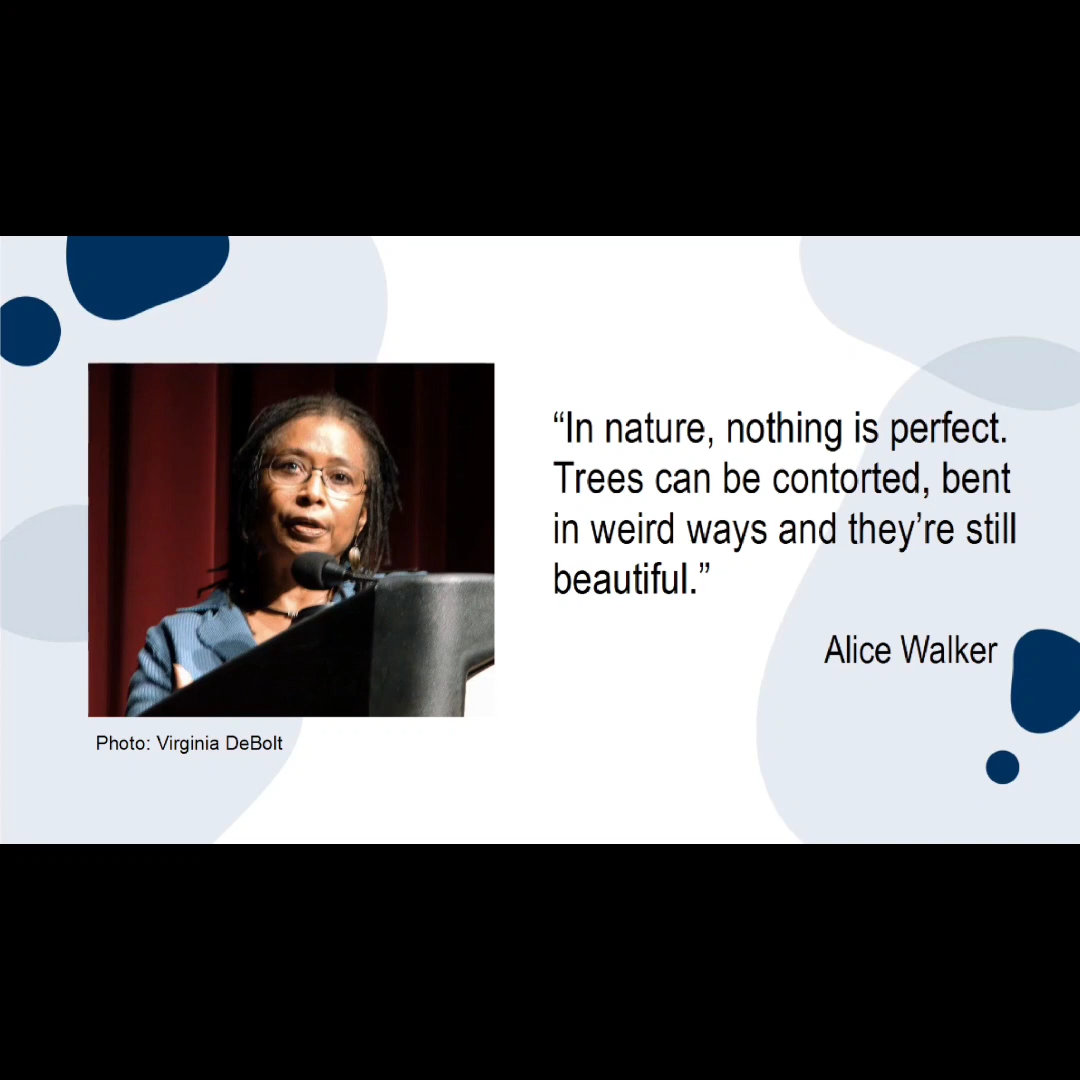 “In nature, nothing is perfect.
Trees can be contorted, bent
in weird ways and they’re still
beautiful.”
Alice Walker
Photo: Virginia DeBolt